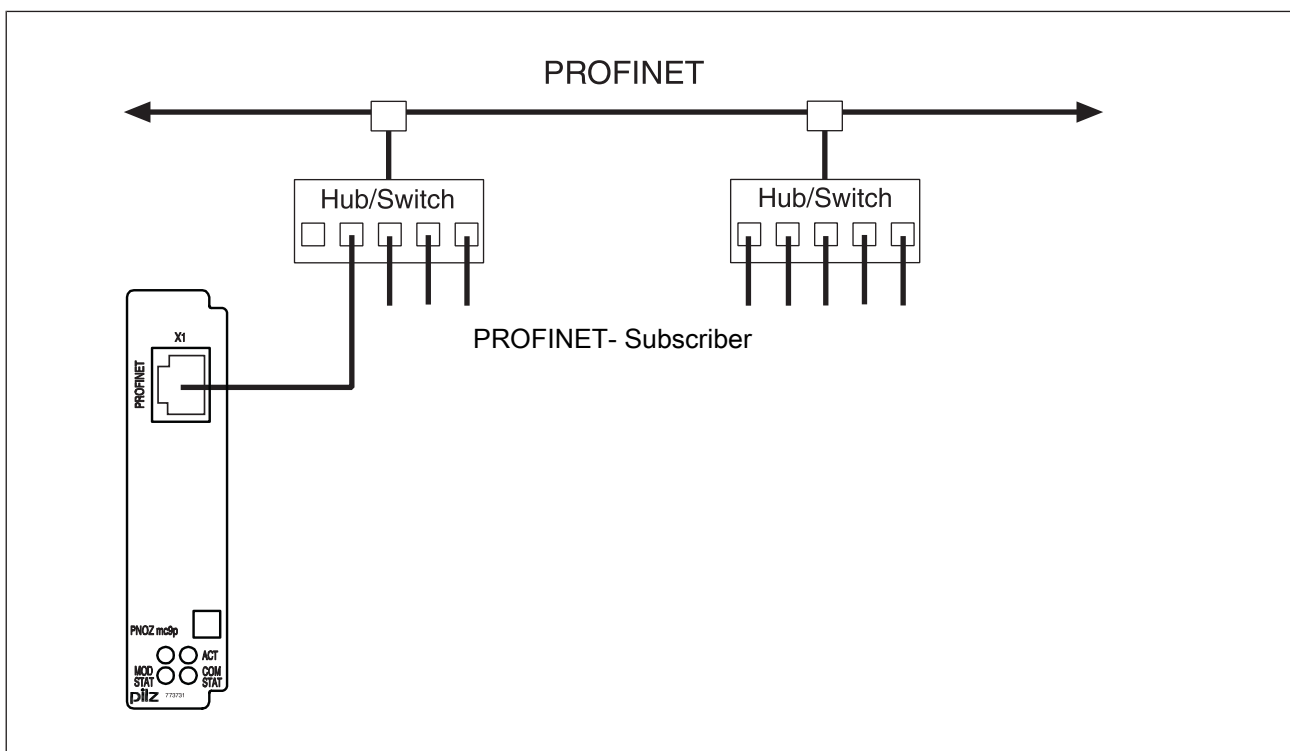 PROFINET
Hub/Switch
Hub/Switch
PROFINET- Subscriber
X1
PROFINET
PNOZ mc9p
ACT
MOD
STAT
COM
STAT
pilz 773731